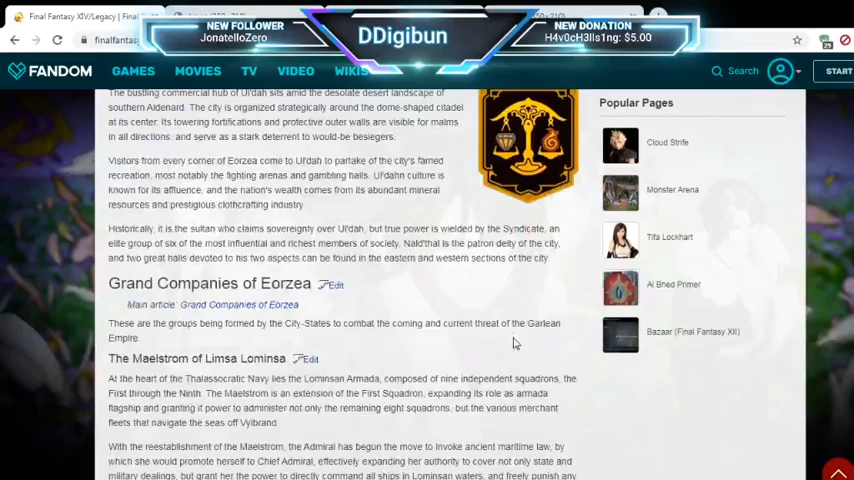 Final Fantasy XIV/Legacy | Final F
NEW FOLLOWER
JonatelloZero
DDigibun
NEW DONATION
H4v0cH3lls1ng: $5.00
finalfantasy
25
FANDOM
GAMES
MOVIES
TV
VIDEO
WIKIS
Search
START
The bustling commercial hub of Ul'dah sits amid the desolate desert landscape of
southern Aldenard. The city is organized strategically around the dome-shaped citadel
at its center. Its towering fortifications and protective outer walls are visible for malms
in all directions, and serve as a stark deterrent to would-be besiegers.
Visitors from every corner of Eorzea come to Ul'dah to partake of the city's famed
recreation, most notably the fighting arenas and gambling halls. Ul'dahn culture is
known for its affluence, and the nation's wealth comes from its abundant mineral
resources and prestigious clothcrafting industry.
Historically, it is the sultan who claims sovereignty over Ul'dah, but true power is wielded by the Syndicate, an
elite group of six of the most influential and richest members of society. Nald'thal is the patron deity of the city,
and two great halls devoted to his two aspects can be found in the eastern and western sections of the city.
Grand Companies of Eorzea Edit
Main article: Grand Companies of Eorzea
These are the groups being formed by the City-States to combat the coming and current threat of the Garlean
Empire.
The Maelstrom of Limsa Lominsa Edit
At the heart of the Thalassocratic Navy lies the Lominsan Armada, composed of nine independent squadrons, the
First through the Ninth. The Maelstrom is an extension of the First Squadron, expanding its role as armada
flagship and granting it power to administer not only the remaining eight squadrons, but the various merchant
fleets that navigate the seas off Vylbrand.
With the reestablishment of the Maelstrom, the Admiral has begun the move to invoke ancient maritime law, by
which she would promote herself to Chief Admiral, effectively expanding her authority to cover not only state and
military dealings, but grant her the power to directly command all ships in Lominsan waters, and freely punish any
Popular Pages
Cloud Strife
Monster Arena
Tifa Lockhart
Al Bhed Primer
Bazaar (Final Fantasy XII)